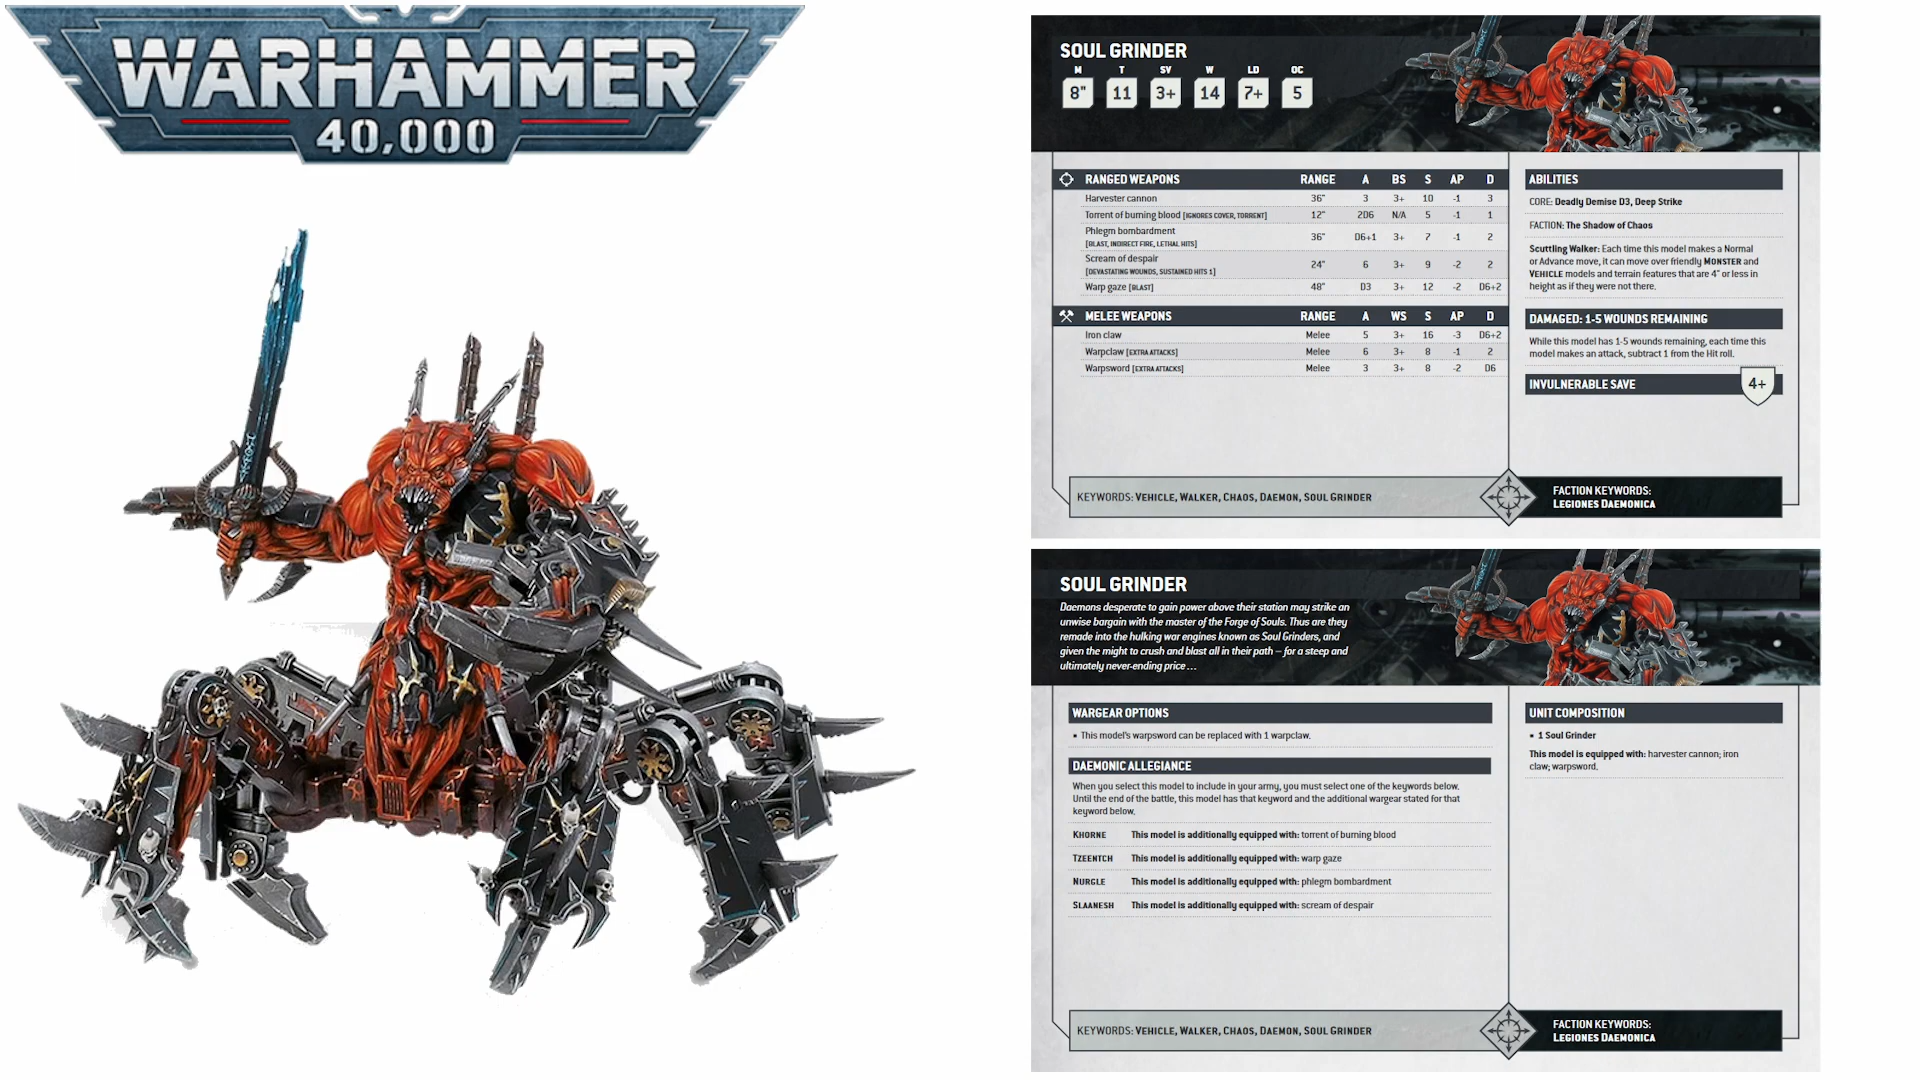 WARHAMMER
40,000
SOUL GRINDER
M T SV W LD OC
8" 11 3+ 14 7+ 5
RANGED WEAPONS RANGE A BS S AP D
Harvester cannon 36" 3 3+ 10 -1 3
Torrent of burning blood [IGNORES COVER, TORRENT] 12" 2D6 N/A 5 -1 1
Phlegm bombardment
[BLAST, INDIRECT FIRE, LETHAL HITS] 36" D6+1 3+ 7 -1 2
Scream of despair
[DEVASTATING WOUNDS, SUSTAINED HITS 1] 24" 6 3+ 9 -2 2
Warp gaze [BLAST] 48" D3 3+ 12 -2 D6+2
MELEE WEAPONS RANGE A WS S AP D
Iron claw Melee 5 3+ 16 -3 D6+2
Warpclaw [EXTRA ATTACKS] Melee 6 3+ 8 -1 2
Warpsword [EXTRA ATTACKS] Melee 3 3+ 8 -2 D6
ABILITIES
CORE: Deadly Demise D3, Deep Strike
FACTION: The Shadow of Chaos
Scuttling Walker: Each time this model makes a Normal
or Advance move, it can move over friendly MONSTER and
VEHICLE models and terrain features that are 4" or less in
height as if they were not there.
DAMAGED: 1-5 WOUNDS REMAINING
While this model has 1-5 wounds remaining, each time this
model makes an attack, subtract 1 from the Hit roll.
INVULNERABLE SAVE 4+
KEYWORDS: VEHICLE, WALKER, CHAOS, DAEMON, SOUL GRINDER
FACTION KEYWORDS:
LEGIONES DAEMONICA
SOUL GRINDER
Daemons desperate to gain power above their station may strike an
unwise bargain with the master of the Forge of Souls. Thus are they
remade into the hulking war engines known as Soul Grinders, and
given the might to crush and blast all in their path – for a steep and
ultimately never-ending price...
WARGEAR OPTIONS
▪ This model's warpsword can be replaced with 1 warpclaw.
DAEMONIC ALLEGIANCE
When you select this model to include in your army, you must select one of the keywords below.
Until the end of the battle, this model has that keyword and the additional wargear stated for that
keyword below.
KHORNE This model is additionally equipped with: torrent of burning blood
TZEENTCH This model is additionally equipped with: warp gaze
NURGLE This model is additionally equipped with: phlegm bombardment
SLAANESH This model is additionally equipped with: scream of despair
UNIT COMPOSITION
▪ 1 Soul Grinder
This model is equipped with: harvester cannon; iron
claw; warpsword.
KEYWORDS: VEHICLE, WALKER, CHAOS, DAEMON, SOUL GRINDER
FACTION KEYWORDS:
LEGIONES DAEMONICA